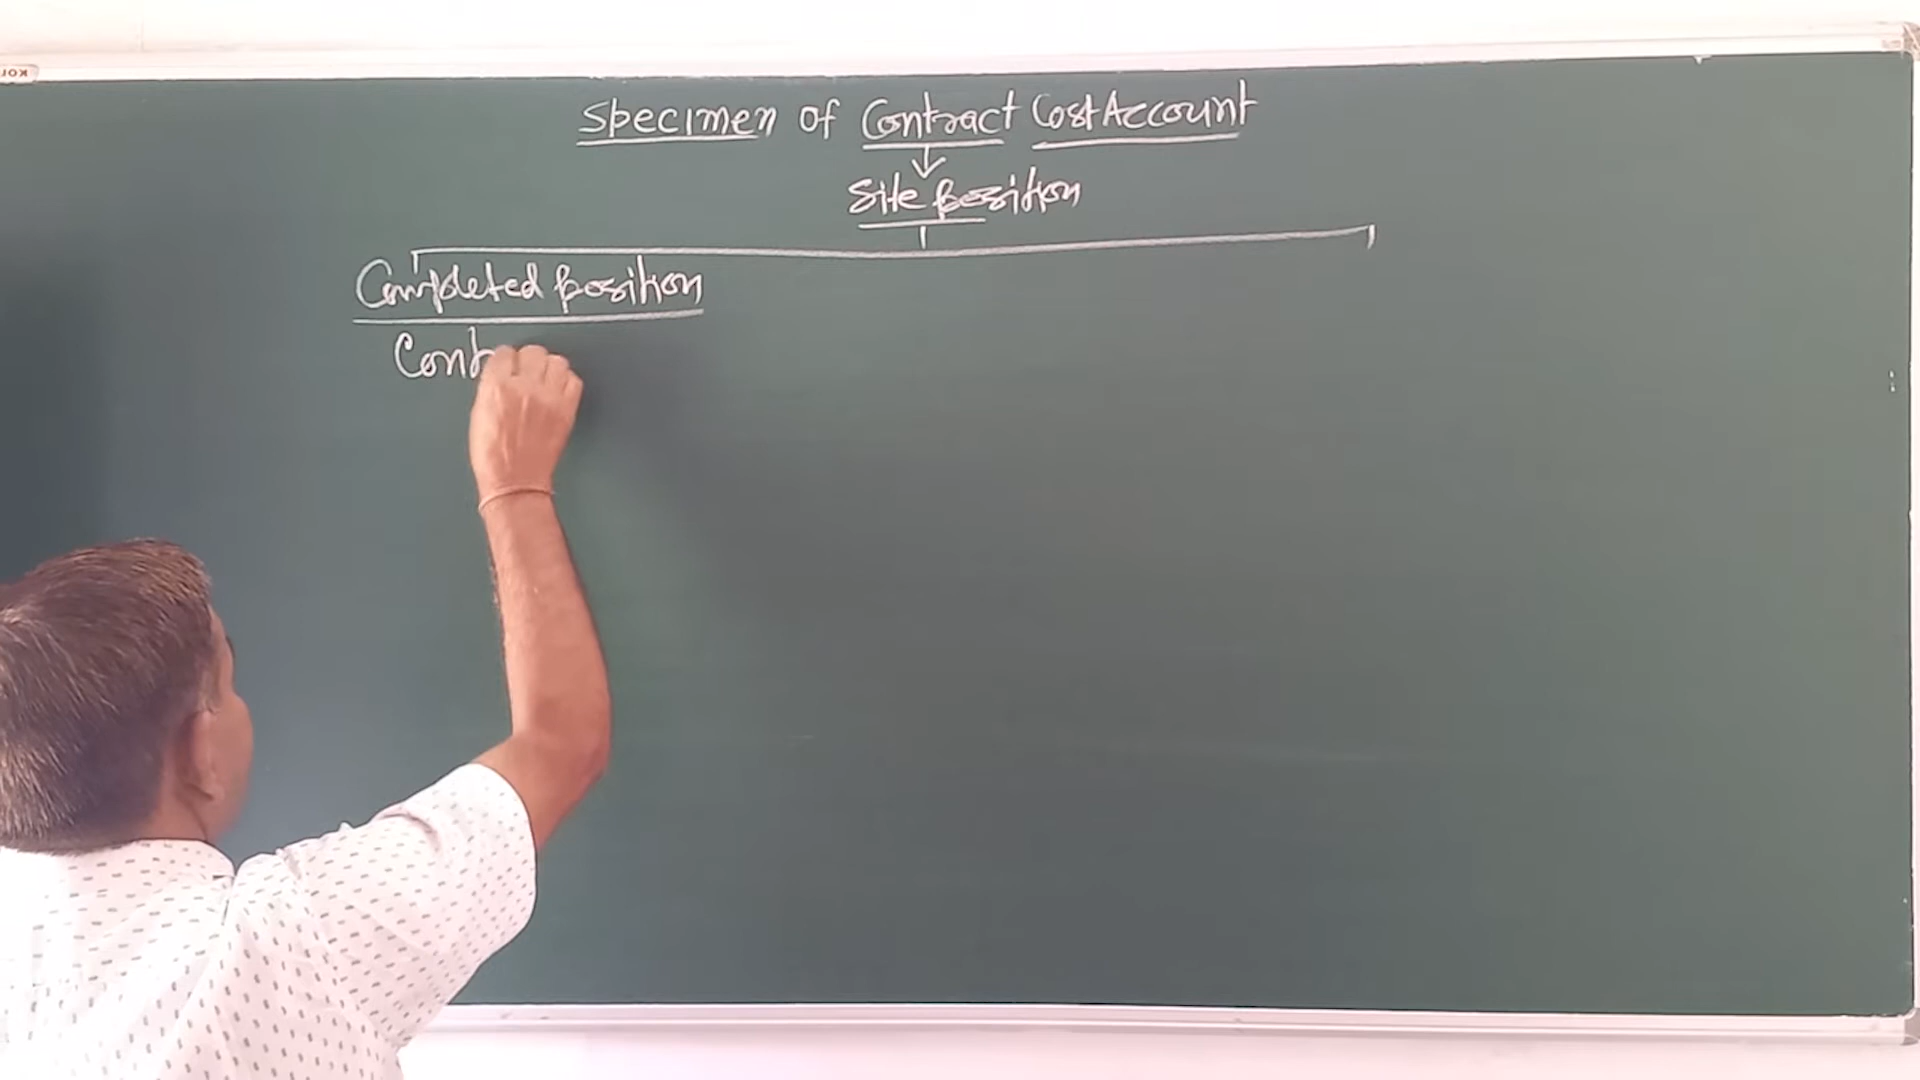 Specimen of Contract Cost Account
Site Position
Completed Position
Cont